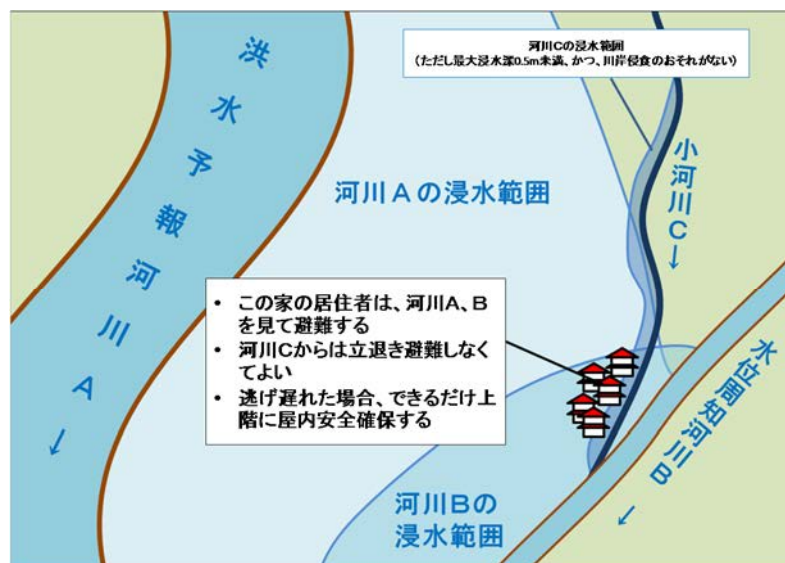 河川Cの浸水範囲
（ただし最大浸水深0.5m未満、かつ、川岸侵食のおそれがない）
洪水予報河川A↓
河川Aの浸水範囲
小河川C↓
• この家の居住者は、河川A、B
を見て避難する
• 河川Cからは立退き避難しなく
てよい
• 逃げ遅れた場合、できるだけ上
階に屋内安全確保する
水位周知河川B↓
河川Bの
浸水範囲